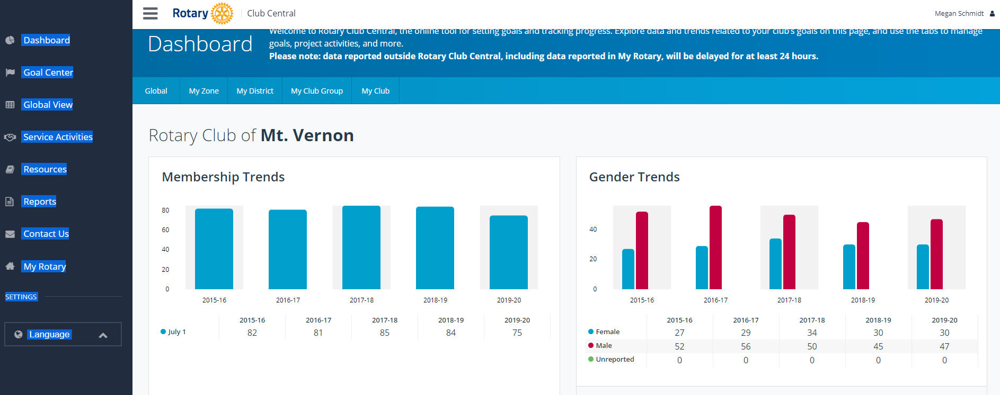 Dashboard
Goal Center
Global View
Service Activities
Resources
Reports
Contact Us
My Rotary
SETTINGS
Language
Rotary
Club Central
Megan Schmidt
Dashboard
Welcome to Rotary Club Central, the online tool for setting goals and tracking progress. Explore data and trends related to your club's goals on this page, and use the tabs to manage
goals, project activities, and more.
Please note: data reported outside Rotary Club Central, including data reported in My Rotary, will be delayed for at least 24 hours.
Global My Zone My District My Club Group My Club
Rotary Club of Mt. Vernon
Membership Trends
80
60
40
20
0
2015-16 2016-17 2017-18 2018-19 2019-20
2015-16 2016-17 2017-18 2018-19 2019-20
July 1 82 81 85 84 75
Gender Trends
40
20
0
2015-16 2016-17 2017-18 2018-19 2019-20
2015-16 2016-17 2017-18 2018-19 2019-20
Female 27 29 34 30 30
Male 52 56 50 45 47
Unreported 0 0 0 0 0